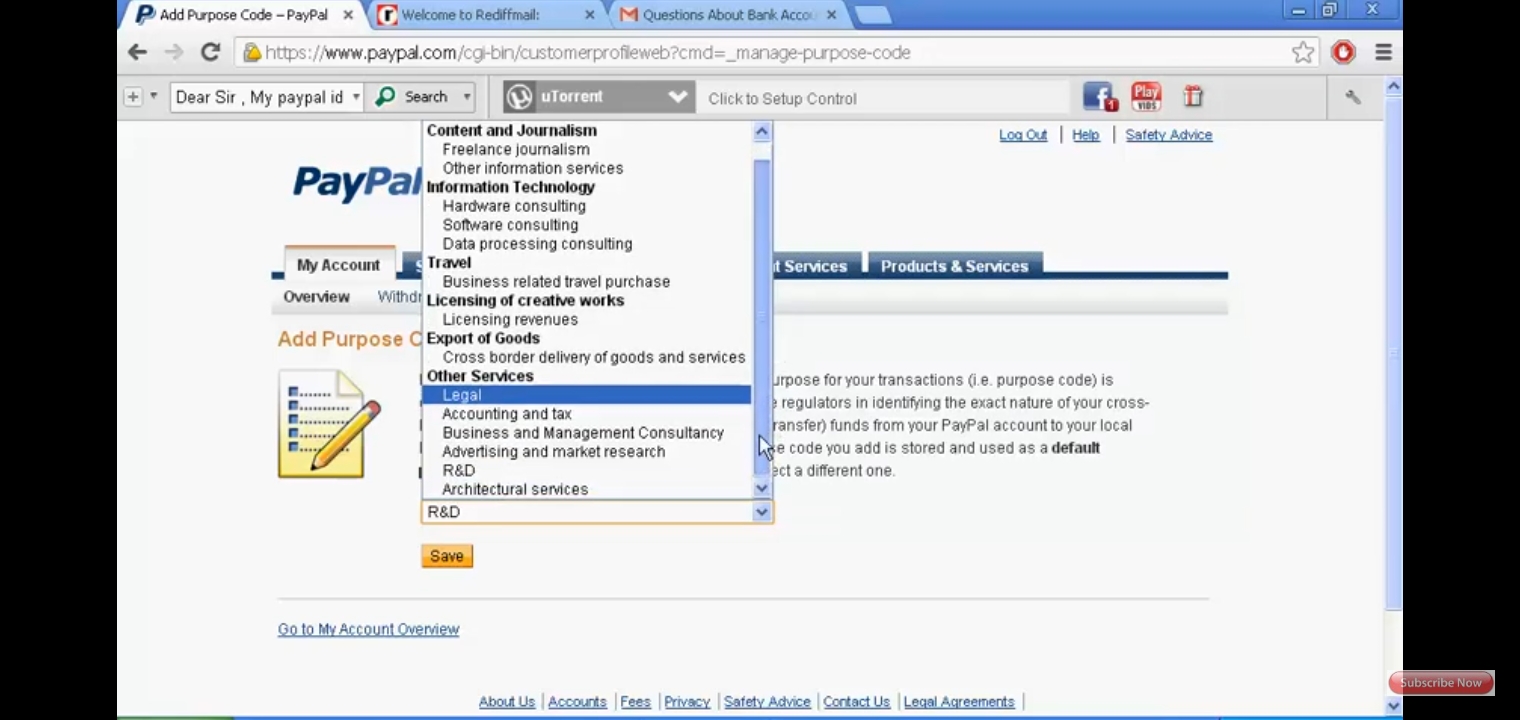 Add Purpose Code – PayPal
Welcome to Rediffmail:
Questions About Bank Accou
https://www.paypal.com/cgi-bin/customerprofileweb?cmd=_manage-purpose-code
Dear Sir , My paypal id
Search
uTorrent
Click to Setup Control
1
Play
VIDS
Log Out
Help
Safety Advice
PayPal
My Account
S
t Services
Products & Services
Overview
Withdr
Add Purpose C
Content and Journalism
Freelance journalism
Other information services
Information Technology
Hardware consulting
Software consulting
Data processing consulting
Travel
Business related travel purchase
Licensing of creative works
Licensing revenues
Export of Goods
Cross border delivery of goods and services
Other Services
Legal
Accounting and tax
Business and Management Consultancy
Advertising and market research
R&D
Architectural services
R&D
urpose for your transactions (i.e. purpose code) is
e regulators in identifying the exact nature of your cross-
ransfer) funds from your PayPal account to your local
e code you add is stored and used as a default
ect a different one.
Save
Go to My Account Overview
About Us
Accounts
Fees
Privacy
Safety Advice
Contact Us
Legal Agreements
Subscribe Now